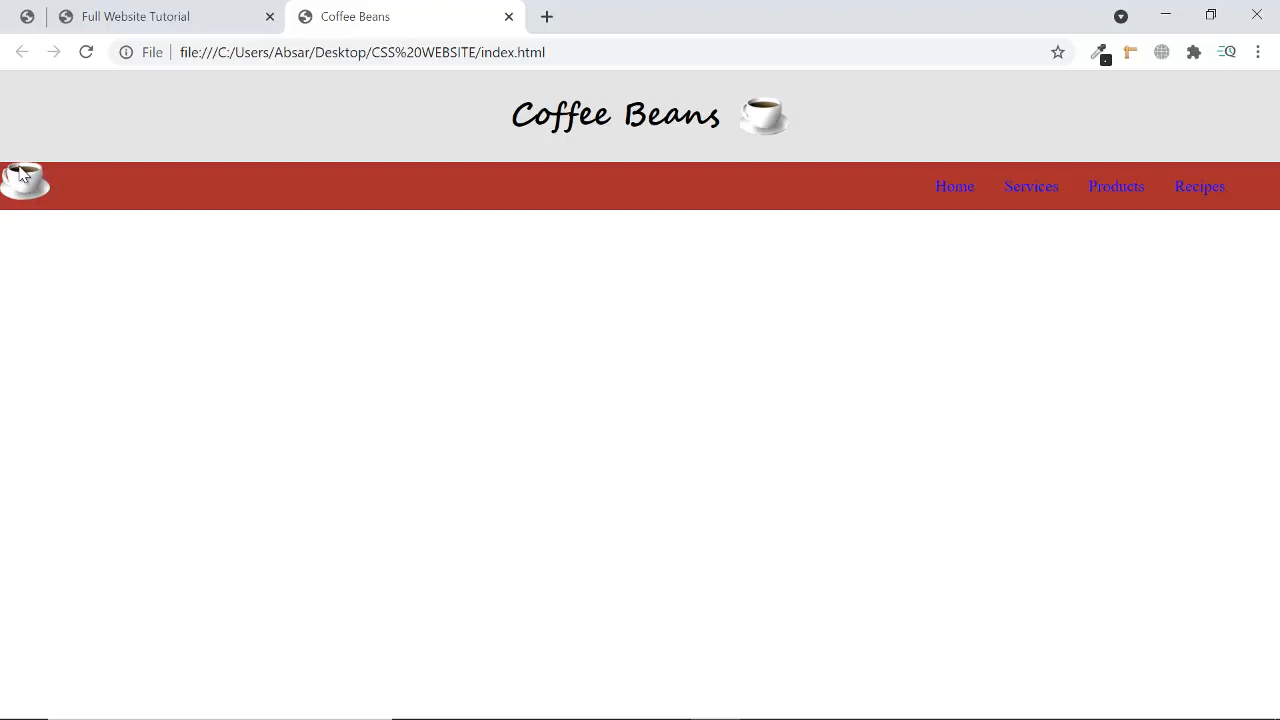 Full Website Tutorial
Coffee Beans
File
file:///C:/Users/Absar/Desktop/CSS%20WEBSITE/index.html
Coffee Beans
Home Services Products Recipes